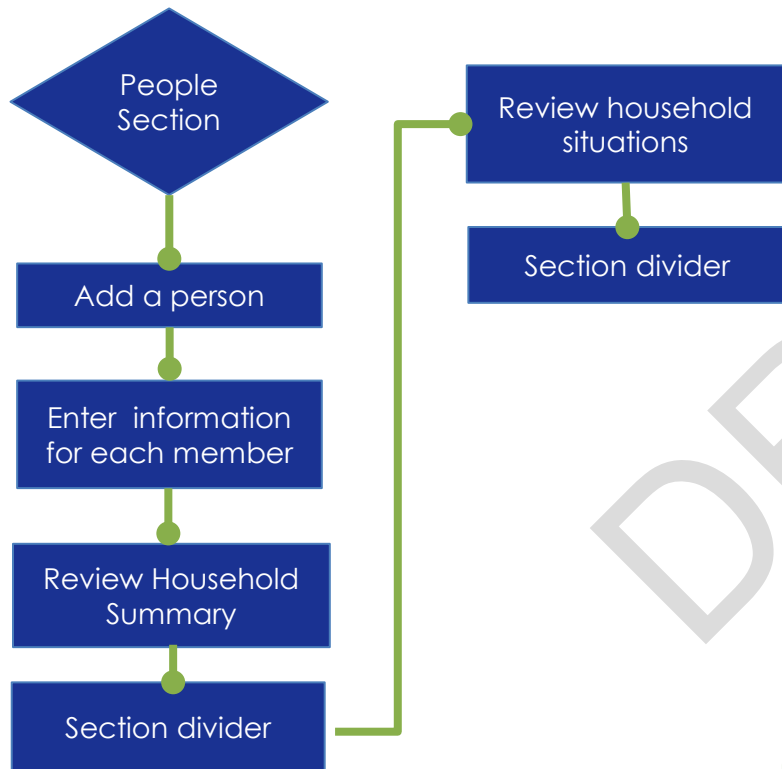 People
Section
Add a person
Enter  information
for each member
Review Household
Summary
Section divider
Review household
situations
Section divider